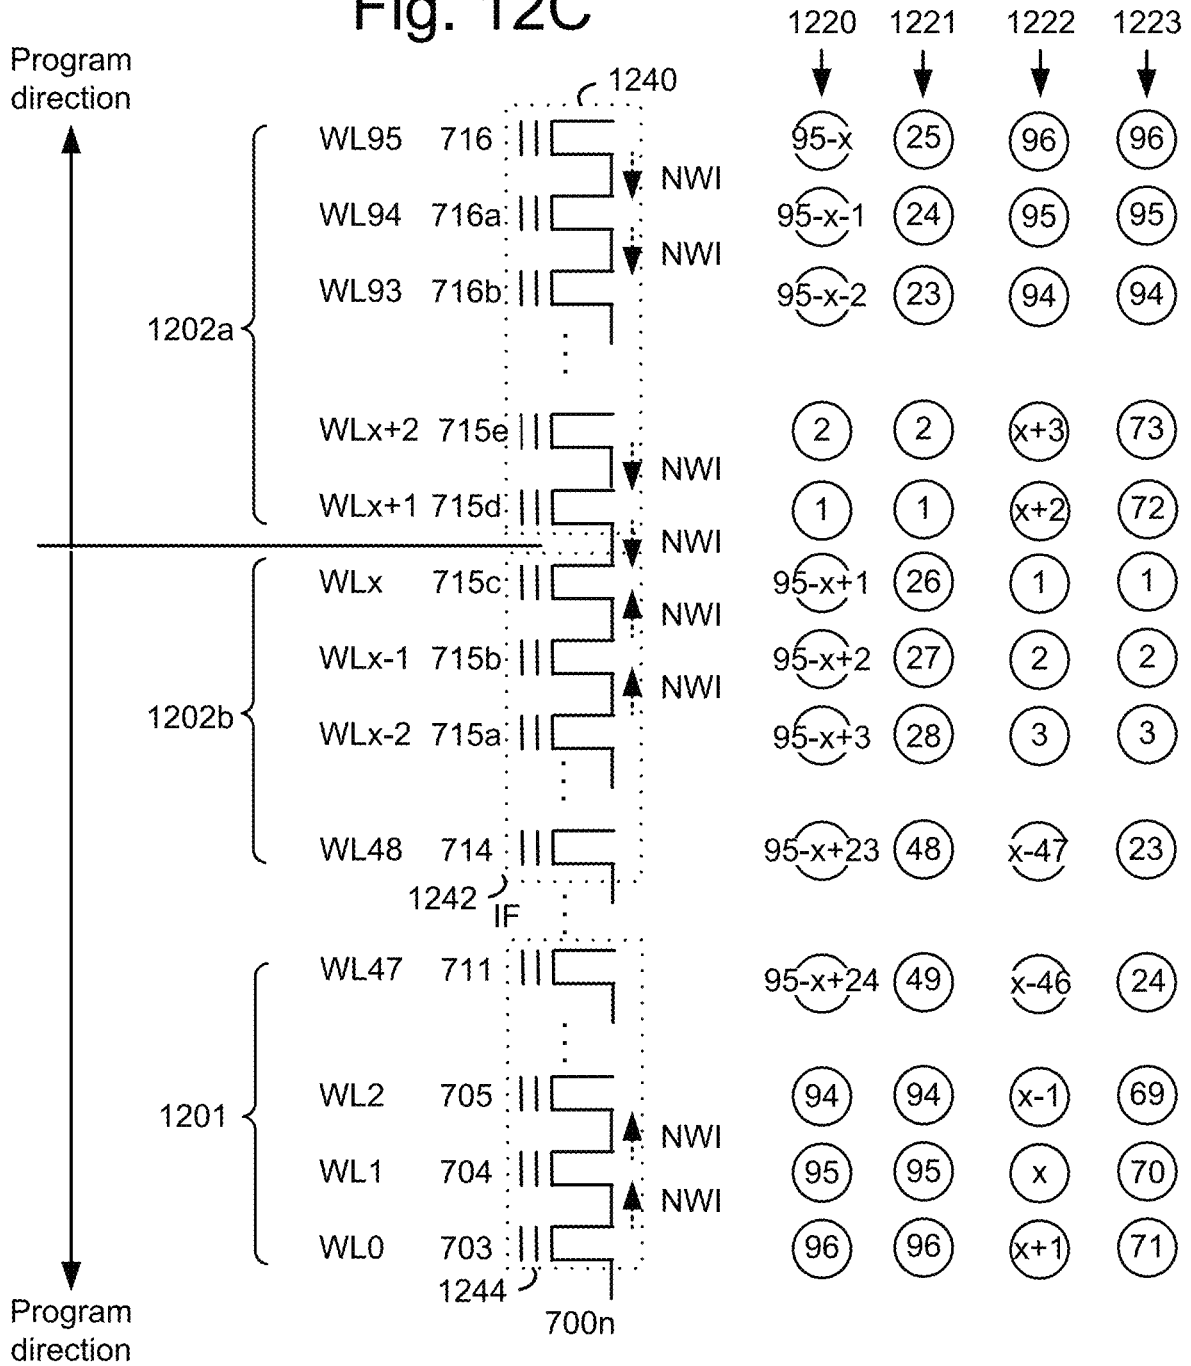 Fig. 12C
1220 1221 1222 1223
Program
direction
1240
WL95 716 95-x 25 96 96
NWI
WL94 716a 95-x-1 24 95 95
NWI
WL93 716b 95-x-2 23 94 94
1202a
WLx+2 715e 2 2 x+3 73
NWI
WLx+1 715d 1 1 x+2 72
NWI
WLx 715c 95-x+1 26 1 1
NWI
WLx-1 715b 95-x+2 27 2 2
NWI
1202b
WLx-2 715a 95-x+3 28 3 3
WL48 714 95-x+23 48 x-47 23
1242
IF
WL47 711 95-x+24 49 x-46 24
WL2 705 94 94 x-1 69
1201
NWI
WL1 704 95 95 x 70
NWI
WL0 703 96 96 x+1 71
1244
700n
Program
direction